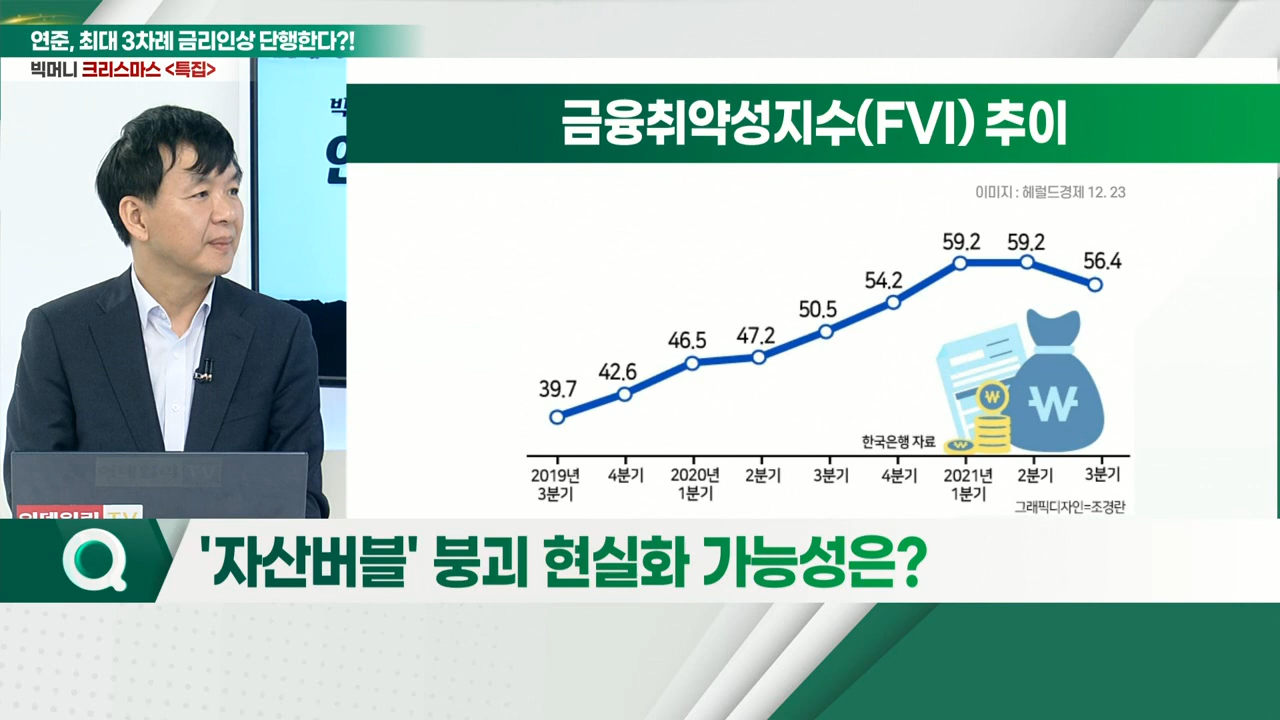 연준, 최대 3차례 금리인상 단행한다?!
빅머니 크리스마스 <특집>
금융취약성지수(FVI) 추이
이미지 : 헤럴드경제 12. 23
39.7
42.6
46.5
47.2
50.5
54.2
59.2
59.2
56.4
₩
₩
₩
한국은행 자료
2019년 3분기
4분기
2020년 1분기
2분기
3분기
4분기
2021년 1분기
2분기
3분기
그래픽디자인=조경란
이데일리 TV
'자산버블' 붕괴 현실화 가능성은?